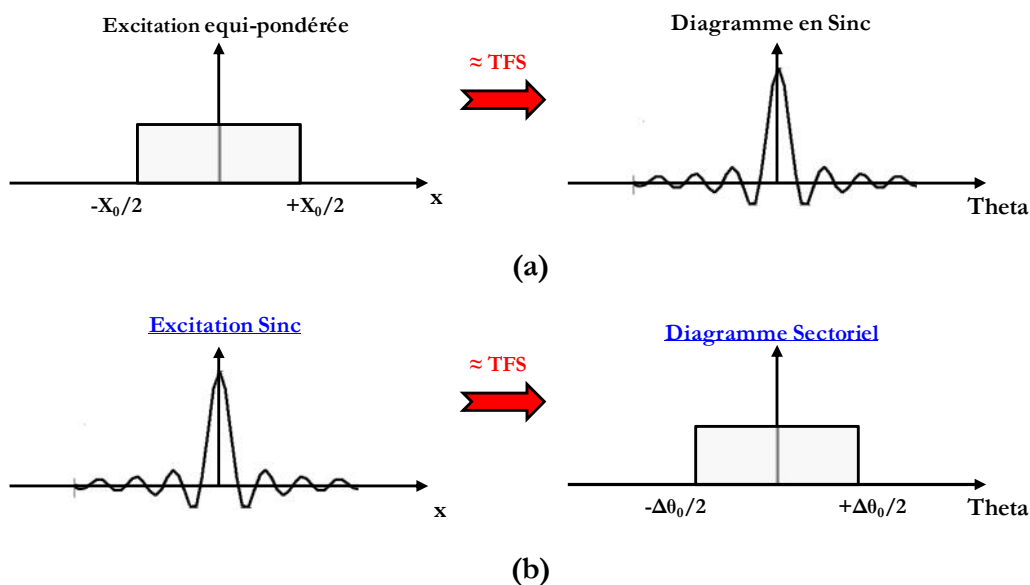 Excitation equi-pondérée
Diagramme en Sinc
≈ TFS
-X₀/2
+X₀/2
x
Theta
(a)
Excitation Sinc
Diagramme Sectoriel
≈ TFS
x
-Δθ₀/2
+Δθ₀/2
Theta
(b)